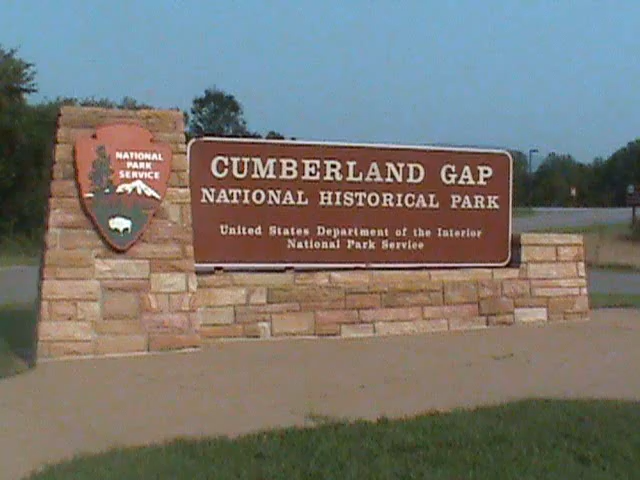 NATIONAL
PARK
SERVICE
CUMBERLAND GAP
NATIONAL HISTORICAL PARK
United States Department of the Interior
National Park Service